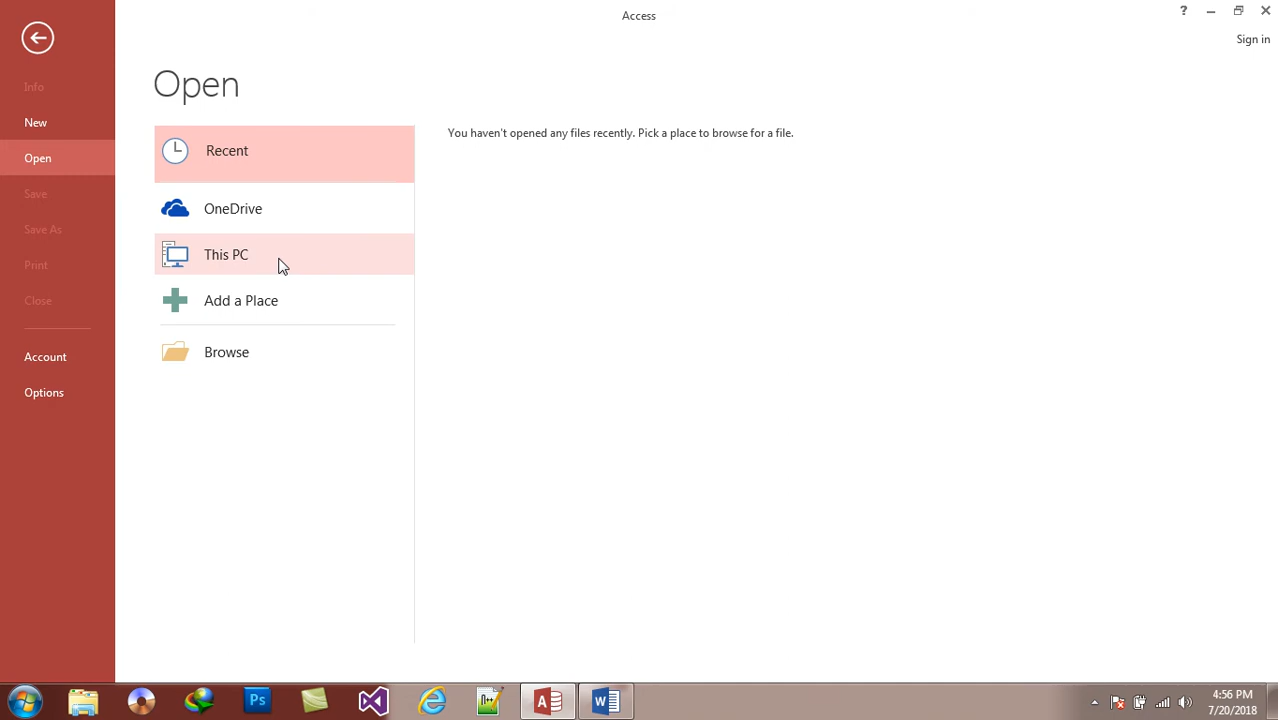 Access
?
Sign in
Info
New
Open
Save
Save As
Print
Close
Account
Options
Open
Recent
OneDrive
This PC
Add a Place
Browse
You haven't opened any files recently. Pick a place to browse for a file.
Ps
4:56 PM
7/20/2018